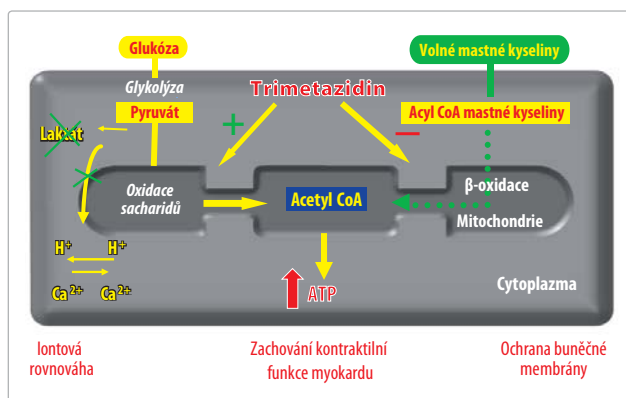 Glukóza
Volné mastné kyseliny
Glykolýza
Trimetazidin
Pyruvát
Acyl CoA mastné kyseliny
+
–
Laktat
Oxidace
sacharidů
Acetyl CoA
β-oxidace
Mitochondrie
H+ H+
Ca2+ Ca2+
ATP
Cytoplazma
Iontová
rovnováha
Zachování kontraktilní
funkce myokardu
Ochrana buněčné
membrány